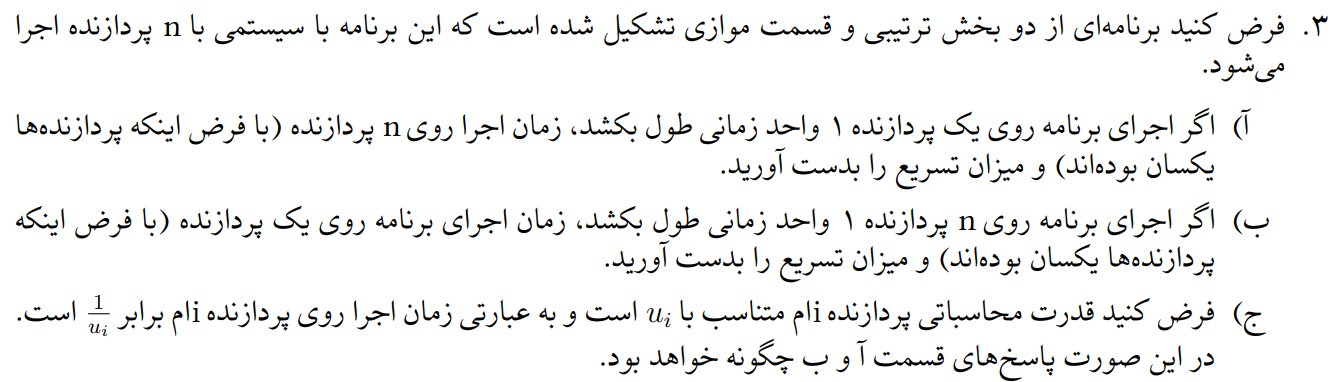 ۳. فرض کنید برنامه‌ای از دو بخش ترتیبی و قسمت موازی تشکیل شده است که این برنامه با سیستمی با n پردازنده اجرا
می‌شود.
آ) اگر اجرای برنامه روی یک پردازنده ۱ واحد زمانی طول بکشد، زمان اجرا روی n پردازنده (با فرض اینکه پردازنده‌ها
یکسان بوده‌اند) و میزان تسریع را بدست آورید.
ب) اگر اجرای برنامه روی n پردازنده ۱ واحد زمانی طول بکشد، زمان اجرای برنامه روی یک پردازنده (با فرض اینکه
پردازنده‌ها یکسان بوده‌اند) و میزان تسریع را بدست آورید.
ج) فرض کنید قدرت محاسباتی پردازنده iام متناسب با $u_i$ است و به عبارتی زمان اجرا روی پردازنده iام برابر $\frac{1}{u_i}$ است.
در این صورت پاسخ‌های قسمت آ و ب چگونه خواهد بود.